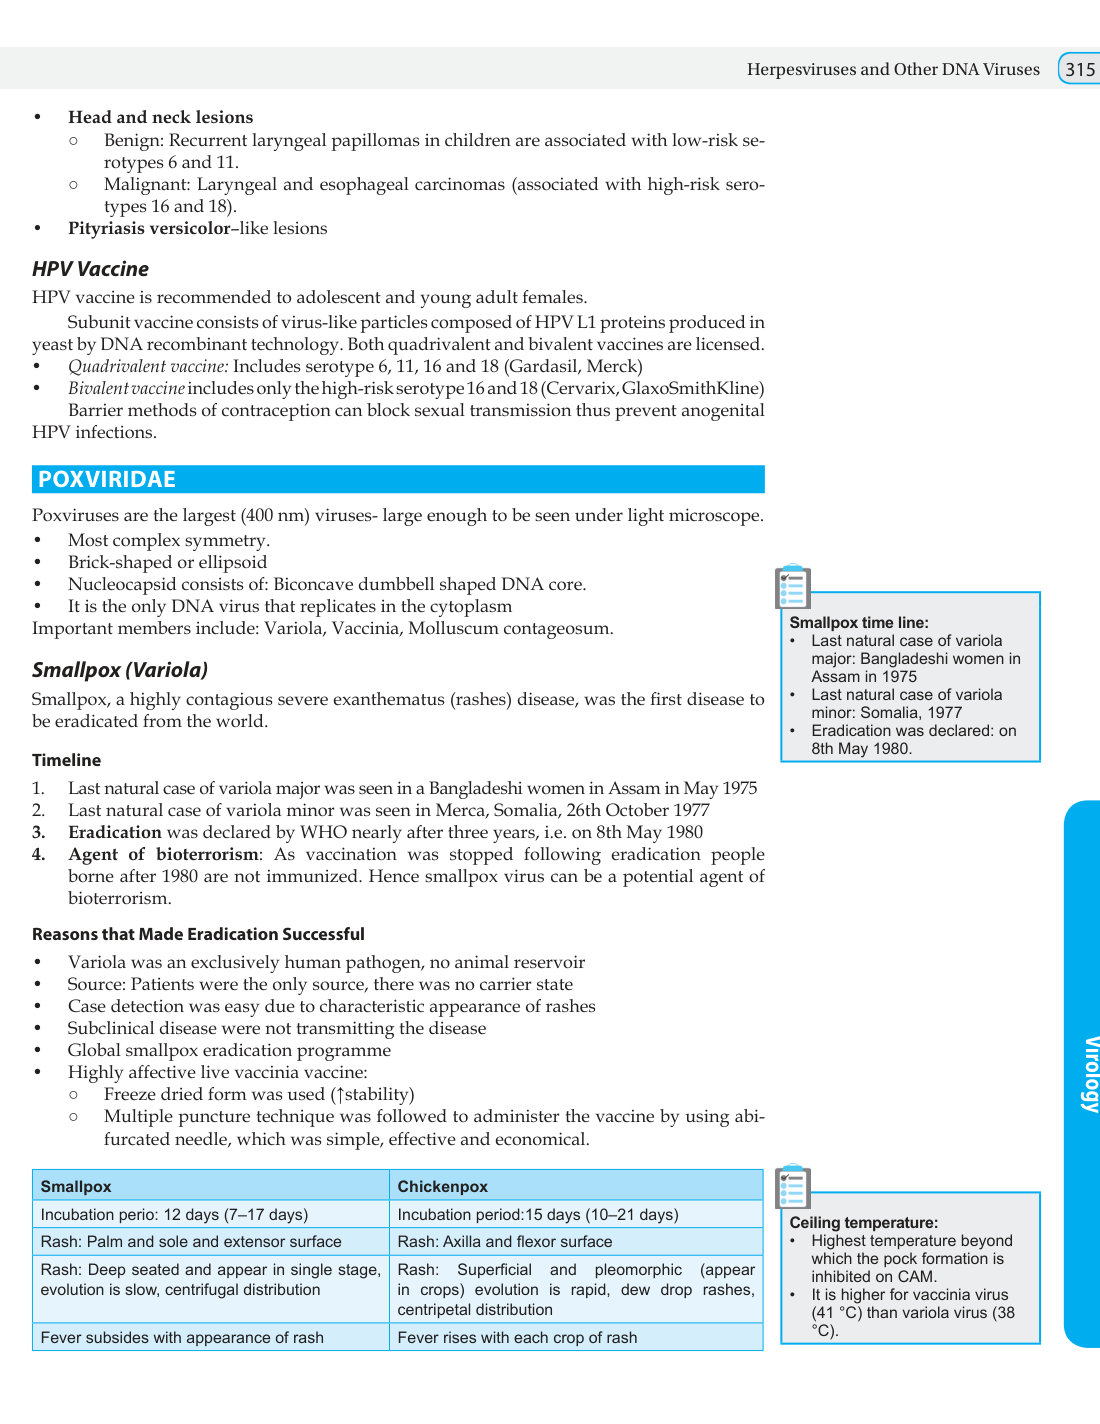 Herpesviruses and Other DNA Viruses 315
• Head and neck lesions
○ Benign: Recurrent laryngeal papillomas in children are associated with low-risk se-
rotypes 6 and 11.
○ Malignant: Laryngeal and esophageal carcinomas (associated with high-risk sero-
types 16 and 18).
• Pityriasis versicolor–like lesions
HPV Vaccine
HPV vaccine is recommended to adolescent and young adult females.
Subunit vaccine consists of virus-like particles composed of HPV L1 proteins produced in
yeast by DNA recombinant technology. Both quadrivalent and bivalent vaccines are licensed.
• Quadrivalent vaccine: Includes serotype 6, 11, 16 and 18 (Gardasil, Merck)
• Bivalent vaccine includes only the high-risk serotype 16 and 18 (Cervarix, GlaxoSmithKline)
Barrier methods of contraception can block sexual transmission thus prevent anogenital
HPV infections.
POXVIRIDAE
Poxviruses are the largest (400 nm) viruses- large enough to be seen under light microscope.
• Most complex symmetry.
• Brick-shaped or ellipsoid
• Nucleocapsid consists of: Biconcave dumbbell shaped DNA core.
• It is the only DNA virus that replicates in the cytoplasm
Important members include: Variola, Vaccinia, Molluscum contageosum.
Smallpox (Variola)
Smallpox, a highly contagious severe exanthematus (rashes) disease, was the first disease to
be eradicated from the world.
Timeline
1. Last natural case of variola major was seen in a Bangladeshi women in Assam in May 1975
2. Last natural case of variola minor was seen in Merca, Somalia, 26th October 1977
3. Eradication was declared by WHO nearly after three years, i.e. on 8th May 1980
4. Agent of bioterrorism: As vaccination was stopped following eradication people
borne after 1980 are not immunized. Hence smallpox virus can be a potential agent of
bioterrorism.
Reasons that Made Eradication Successful
• Variola was an exclusively human pathogen, no animal reservoir
• Source: Patients were the only source, there was no carrier state
• Case detection was easy due to characteristic appearance of rashes
• Subclinical disease were not transmitting the disease
• Global smallpox eradication programme
• Highly affective live vaccinia vaccine:
○ Freeze dried form was used (↑stability)
○ Multiple puncture technique was followed to administer the vaccine by using abi-
furcated needle, which was simple, effective and economical.
Smallpox Chickenpox
Incubation perio: 12 days (7–17 days) Incubation period:15 days (10–21 days)
Rash: Palm and sole and extensor surface Rash: Axilla and flexor surface
Rash: Deep seated and appear in single stage,
evolution is slow, centrifugal distribution
Rash: Superficial and pleomorphic (appear
in crops) evolution is rapid, dew drop rashes,
centripetal distribution
Fever subsides with appearance of rash Fever rises with each crop of rash
Smallpox time line:
• Last natural case of variola
major: Bangladeshi women in
Assam in 1975
• Last natural case of variola
minor: Somalia, 1977
• Eradication was declared: on
8th May 1980.
Virology
Ceiling temperature:
• Highest temperature beyond
which the pock formation is
inhibited on CAM.
• It is higher for vaccinia virus
(41 °C) than variola virus (38
°C).